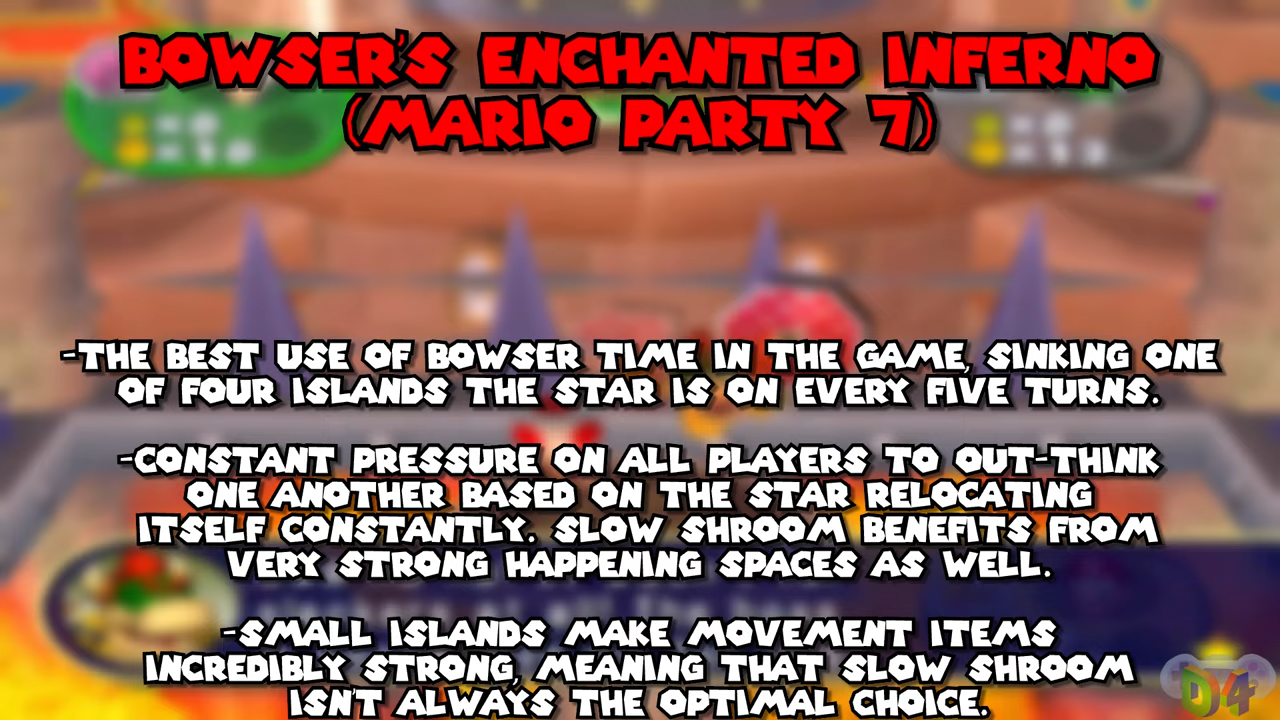 BOWSER'S ENCHANTED INFERNO
(MARIO PARTY 7)
-THE BEST USE OF BOWSER TIME IN THE GAME, SINKING ONE
OF FOUR ISLANDS THE STAR IS ON EVERY FIVE TURNS.
-CONSTANT PRESSURE ON ALL PLAYERS TO OUT-THINK
ONE ANOTHER BASED ON THE STAR RELOCATING
ITSELF CONSTANTLY. SLOW SHROOM BENEFITS FROM
VERY STRONG HAPPENING SPACES AS WELL.
-SMALL ISLANDS MAKE MOVEMENT ITEMS
INCREDIBLY STRONG, MEANING THAT SLOW SHROOM
ISN'T ALWAYS THE OPTIMAL CHOICE.
D4